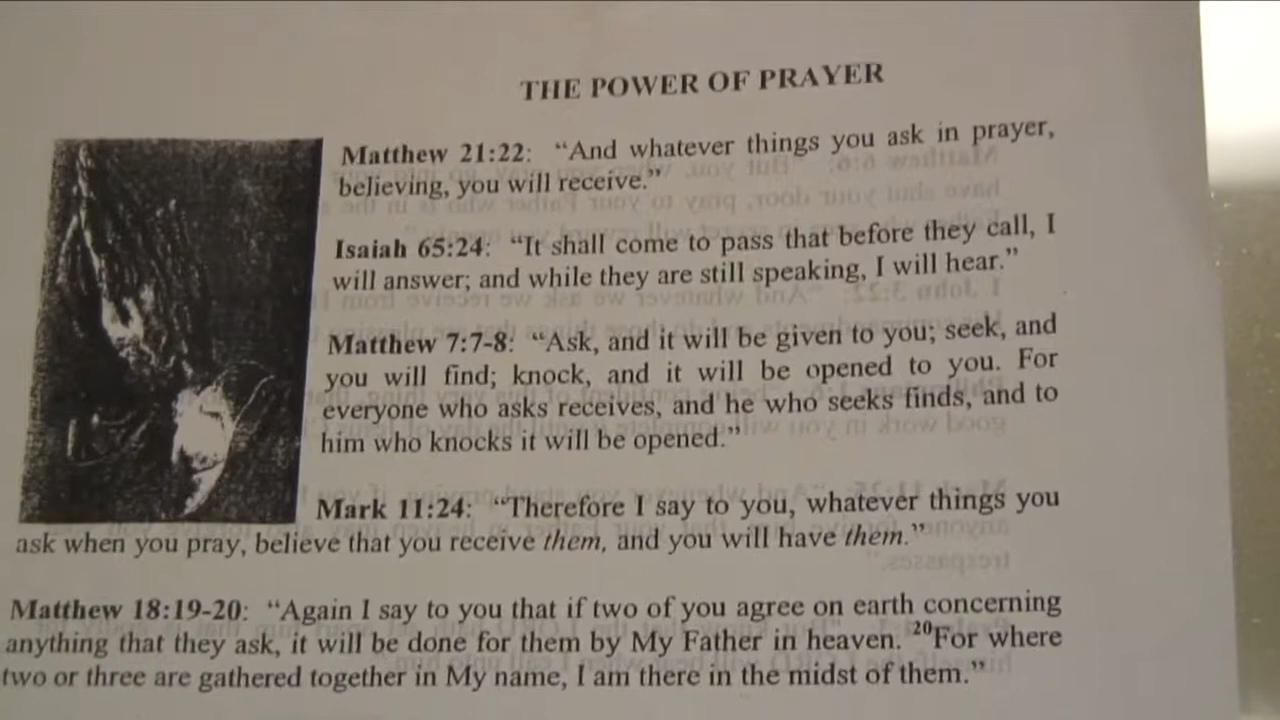 THE POWER OF PRAYER
Matthew 21:22: “And whatever things you ask in prayer,
believing, you will receive.”
Isaiah 65:24: “It shall come to pass that before they call, I
will answer; and while they are still speaking, I will hear.”
Matthew 7:7-8: “Ask, and it will be given to you; seek, and
you will find; knock, and it will be opened to you. For
everyone who asks receives, and he who seeks finds, and to
him who knocks it will be opened.”
Mark 11:24: “Therefore I say to you, whatever things you
ask when you pray, believe that you receive them, and you will have them.”
Matthew 18:19-20: “Again I say to you that if two of you agree on earth concerning
anything that they ask, it will be done for them by My Father in heaven. ²⁰For where
two or three are gathered together in My name, I am there in the midst of them.”